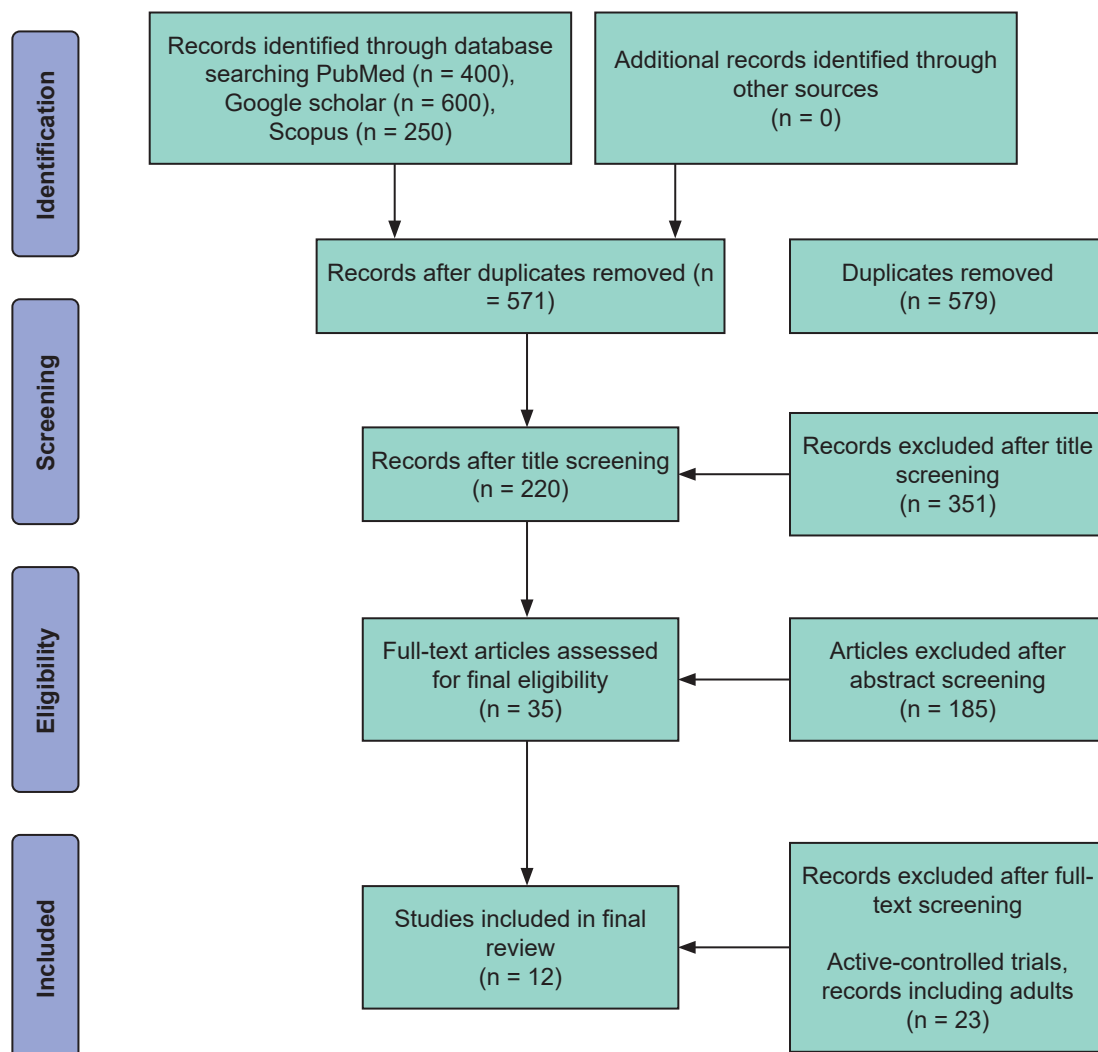 Identification
Records identified through database
searching PubMed (n = 400),
Google scholar (n = 600),
Scopus (n = 250)
Additional records identified through
other sources
(n = 0)
Records after duplicates removed (n
= 571)
Duplicates removed
(n = 579)
Screening
Records after title screening
(n = 220)
Records excluded after title
screening
(n = 351)
Eligibility
Full-text articles assessed
for final eligibility
(n = 35)
Articles excluded after
abstract screening
(n = 185)
Included
Studies included in final
review
(n = 12)
Records excluded after full-
text screening
Active-controlled trials,
records including adults
(n = 23)